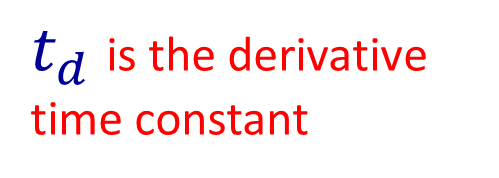 t_d is the derivative
time constant